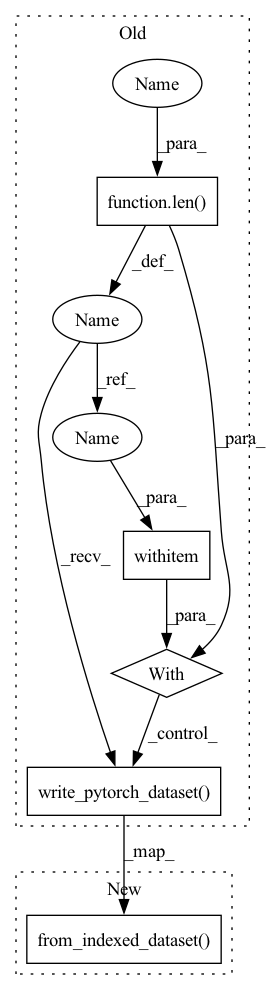 Old
Name
_para_
function.len()
_def_
Name
_ref_
_para_
Name
_para_
_recv_
withitem
_para_
With
_control_
write_pytorch_dataset()
_map_
New
from_indexed_dataset()